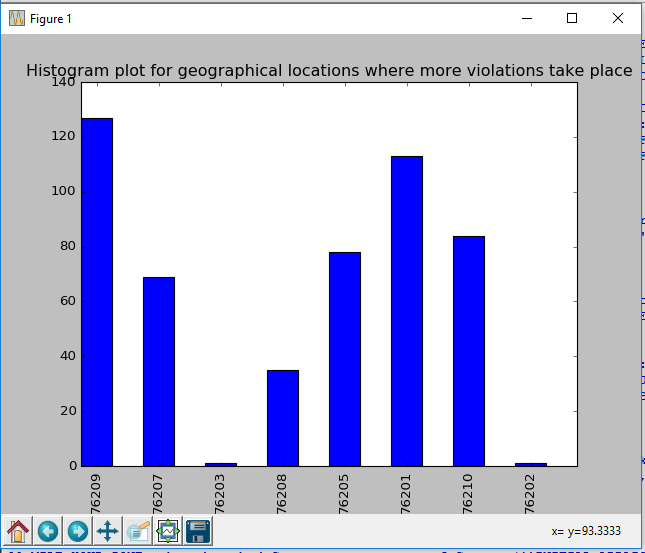 Figure 1
Histogram plot for geographical locations where more violations take place
140
120
100
80
60
40
20
0
76209 76207 76203 76208 76205 76201 76210 76202
x= y=93.3333